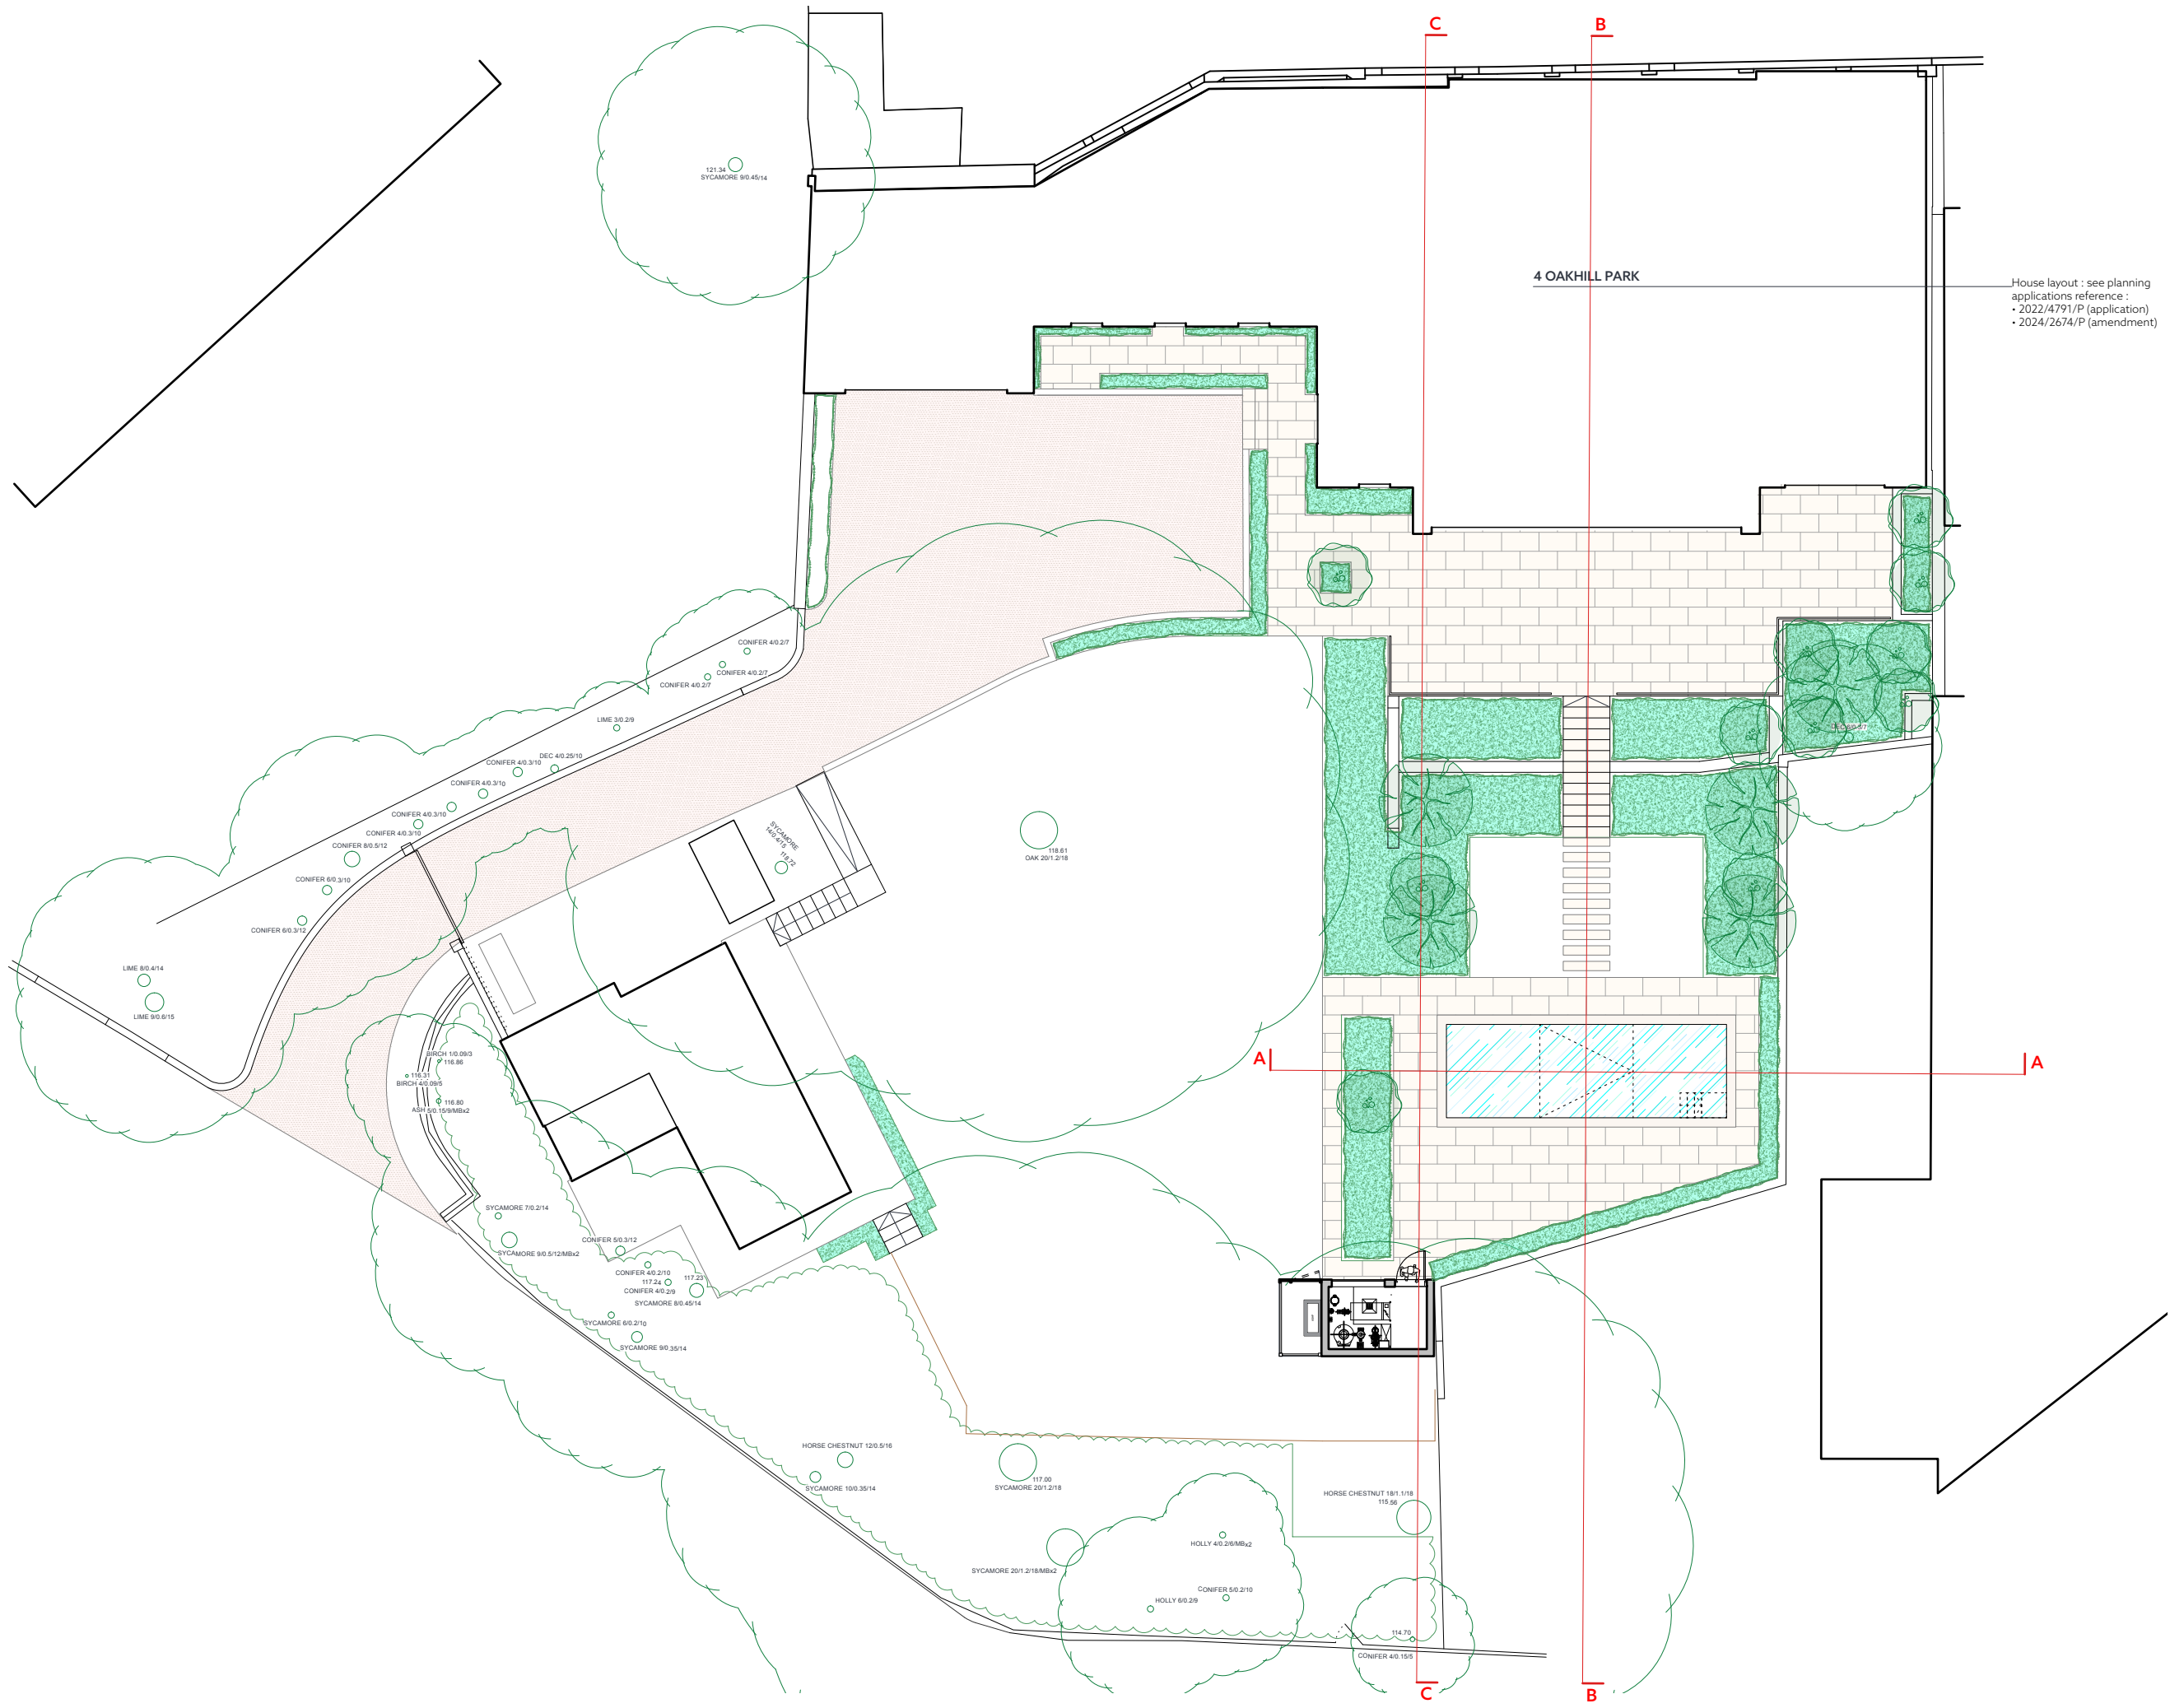 C
B
121.34
SYCAMORE 9/0.45/14
4 OAKHILL PARK
House layout : see planning
applications reference :
• 2022/4791/P (application)
• 2024/2674/P (amendment)
CONIFER 4/0.2/7
CONIFER 4/0.2/7
CONIFER 4/0.2/7
LIME 3/0.2/9
DEC 4/0.25/10
CONIFER 4/0.3/10
CONIFER 4/0.3/10
CONIFER 4/0.3/10
CONIFER 4/0.3/10
CONIFER 8/0.5/12
CONIFER 6/0.3/10
CONIFER 6/0.3/12
SYCAMORE
14/0.4/15
118.72
118.61
OAK 20/1.2/18
LIME 8/0.4/14
LIME 9/0.6/15
BIRCH 1/0.09/3
116.86
116.31
BIRCH 4/0.09/5
116.80
ASH 5/0.15/9/MBx2
A
A
SYCAMORE 7/0.2/14
SYCAMORE 9/0.5/12/MBx2
CONIFER 5/0.3/12
CONIFER 4/0.2/10
117.24
117.23
CONIFER 4/0.2/9
SYCAMORE 8/0.45/14
SYCAMORE 6/0.2/10
SYCAMORE 9/0.35/14
HORSE CHESTNUT 12/0.5/16
SYCAMORE 10/0.35/14
117.00
SYCAMORE 20/1.2/18
HORSE CHESTNUT 18/1.1/18
115.56
HOLLY 4/0.2/6/MBx2
SYCAMORE 20/1.2/18/MBx2
CONIFER 5/0.2/10
HOLLY 6/0.2/9
114.70
CONIFER 4/0.15/5
C
B